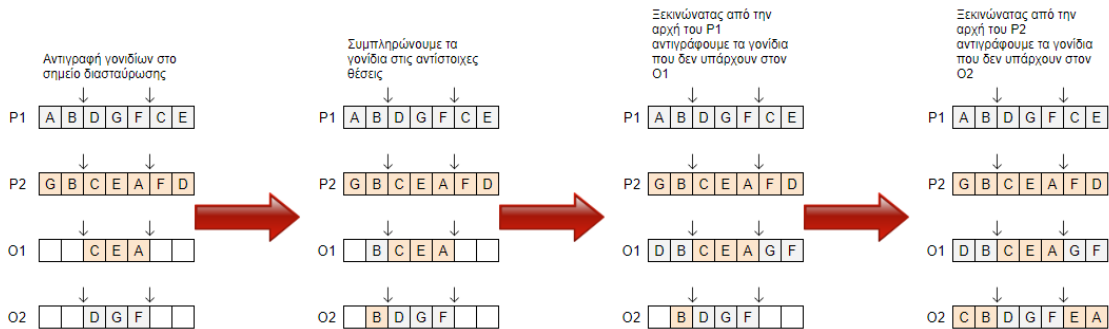 Αντιγραφή γονιδίων στο
σημείο διασταύρωσης
P1 A B D G F C E
P2 G B C E A F D
O1 C E A
O2 D G F
Συμπληρώνουμε τα
γονίδια στις αντίστοιχες
θέσεις
P1 A B D G F C E
P2 G B C E A F D
O1 B C E A
O2 B D G F
Ξεκινώνατας από την
αρχή του P1
αντιγράφουμε τα γονίδια
που δεν υπάρχουν στον
O1
P1 A B D G F C E
P2 G B C E A F D
O1 D B C E A G F
O2 B D G F
Ξεκινώνατας από την
αρχή του P2
αντιγράφουμε τα γονίδια
που δεν υπάρχουν στον
O2
P1 A B D G F C E
P2 G B C E A F D
O1 D B C E A G F
O2 C B D G F E A